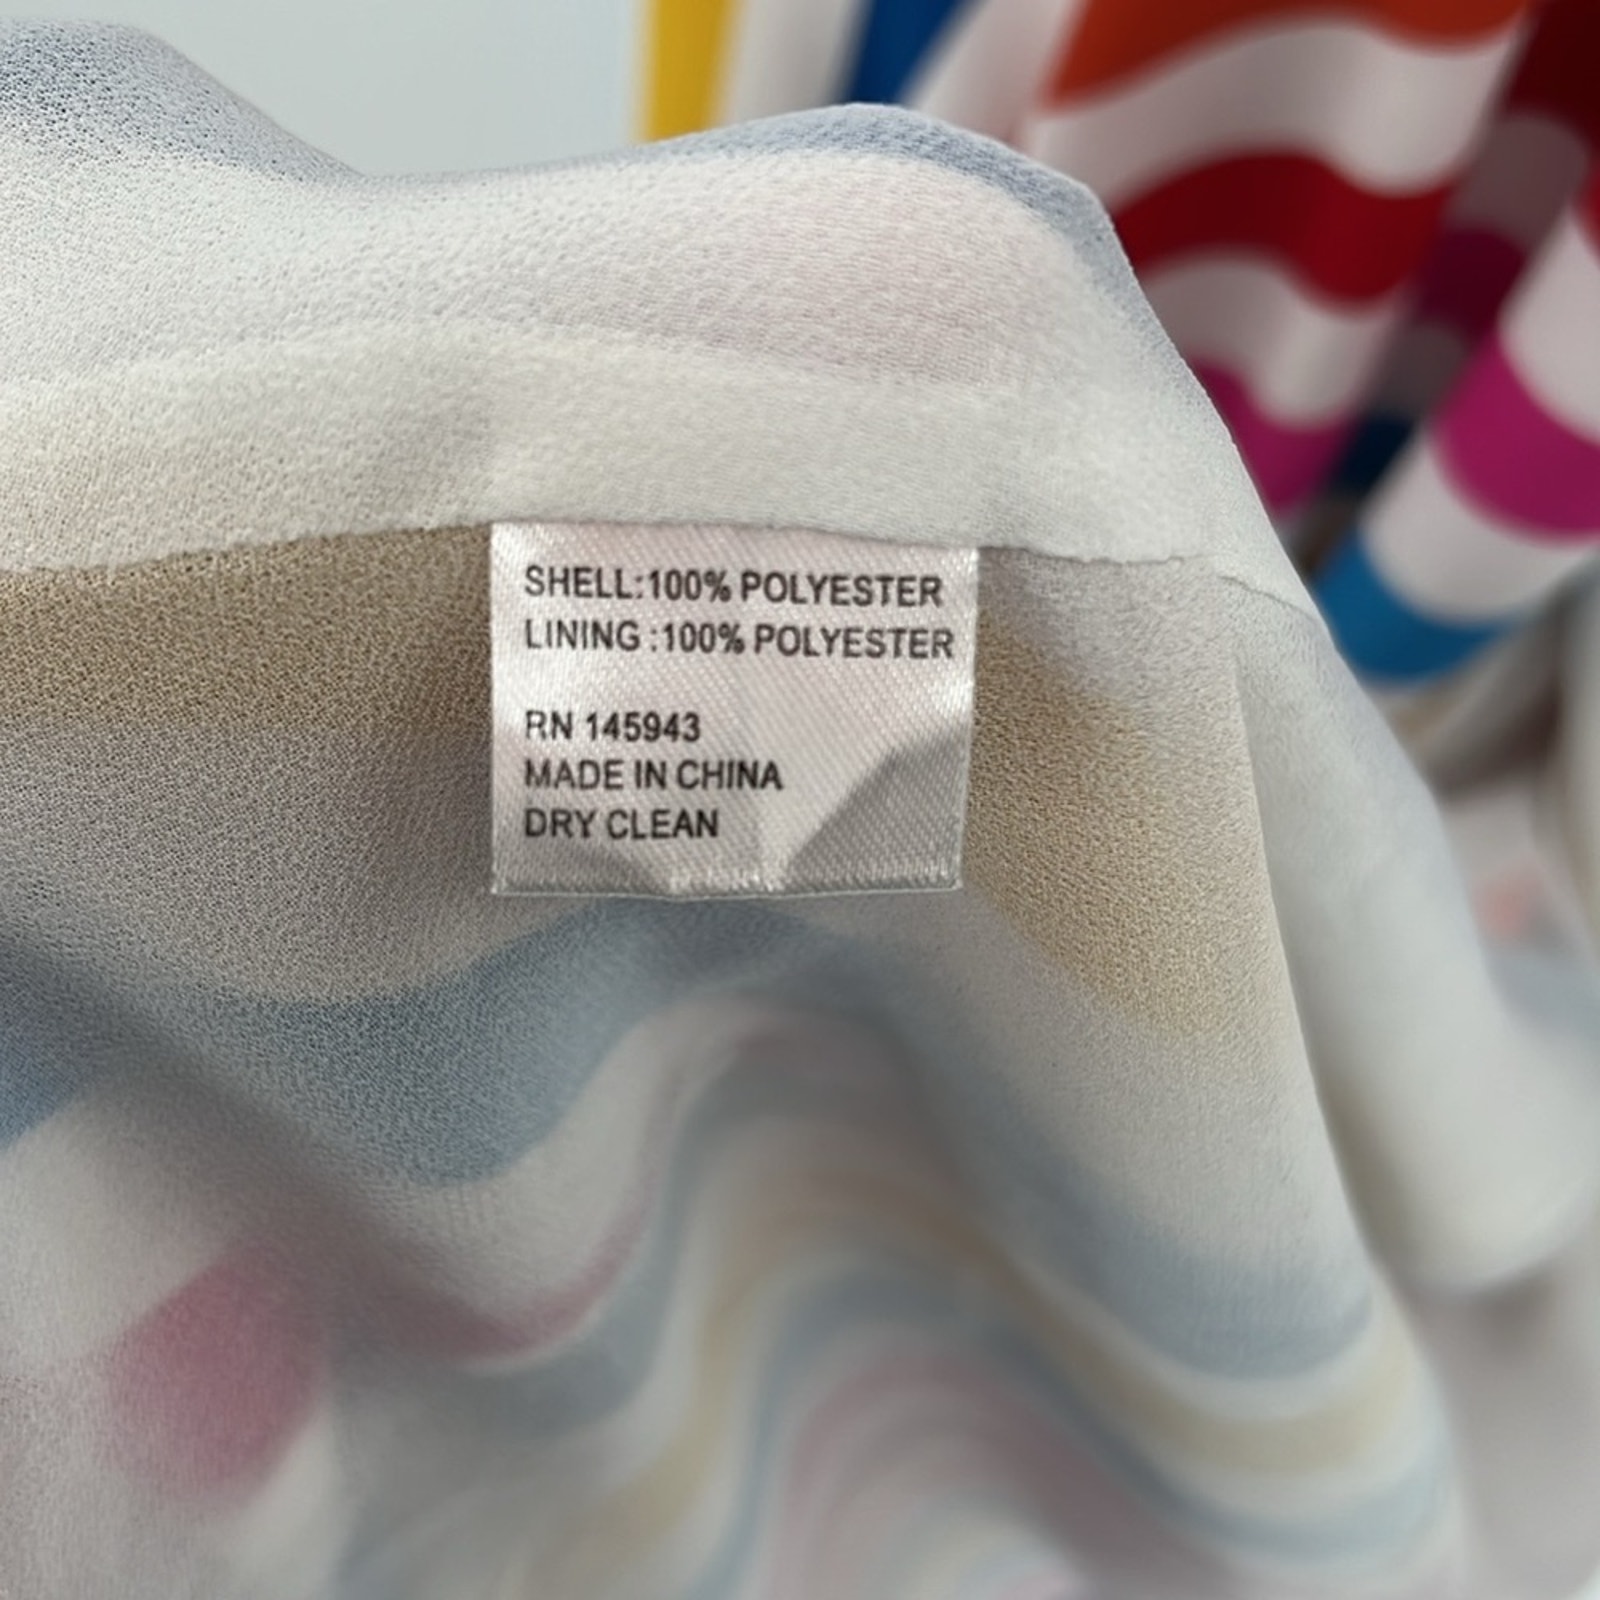 SHELL:100% POLYESTER
LINING :100% POLYESTER
RN 145943
MADE IN CHINA
DRY CLEAN